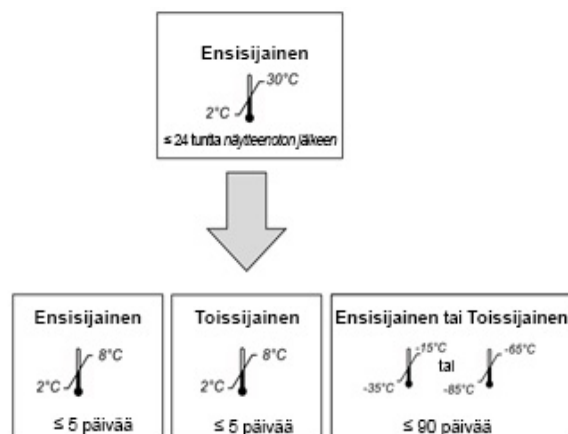 Ensisijainen
30°C
2°C
≤ 24 tuntia näytteenoton jälkeen
Ensisijainen
8°C
2°C
≤ 5 päivää
Toissijainen
8°C
2°C
≤ 5 päivää
Ensisijainen tai Toissijainen
-15°C
-35°C
tai
-65°C
-85°C
≤ 90 päivää